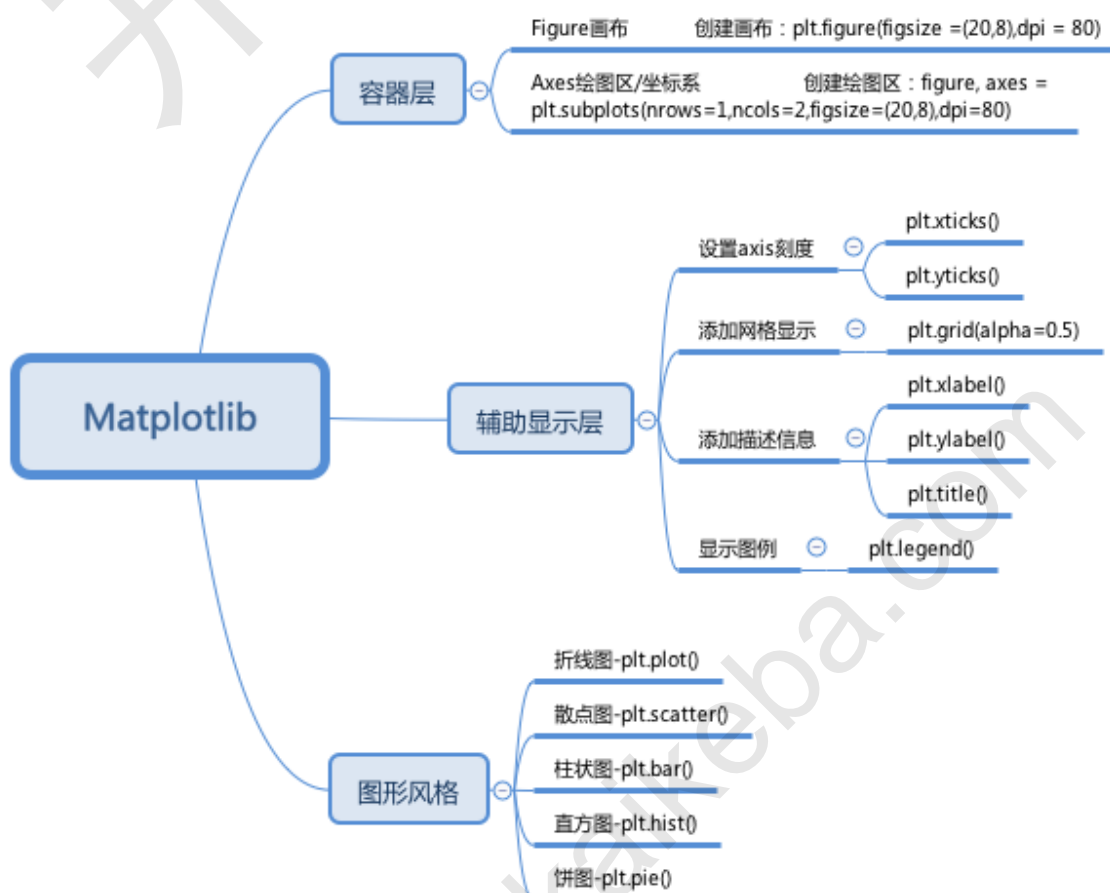 Figure画布 创建画布：plt.figure(figsize =(20,8),dpi = 80)
容器层
Axes绘图区/坐标系 创建绘图区：figure, axes =
plt.subplots(nrows=1,ncols=2,figsize=(20,8),dpi=80)
Matplotlib
辅助显示层
设置axis刻度
plt.xticks()
plt.yticks()
添加网格显示
plt.grid(alpha=0.5)
添加描述信息
plt.xlabel()
plt.ylabel()
plt.title()
显示图例
plt.legend()
图形风格
折线图-plt.plot()
散点图-plt.scatter()
柱状图-plt.bar()
直方图-plt.hist()
饼图-plt.pie()
kaikeba.com